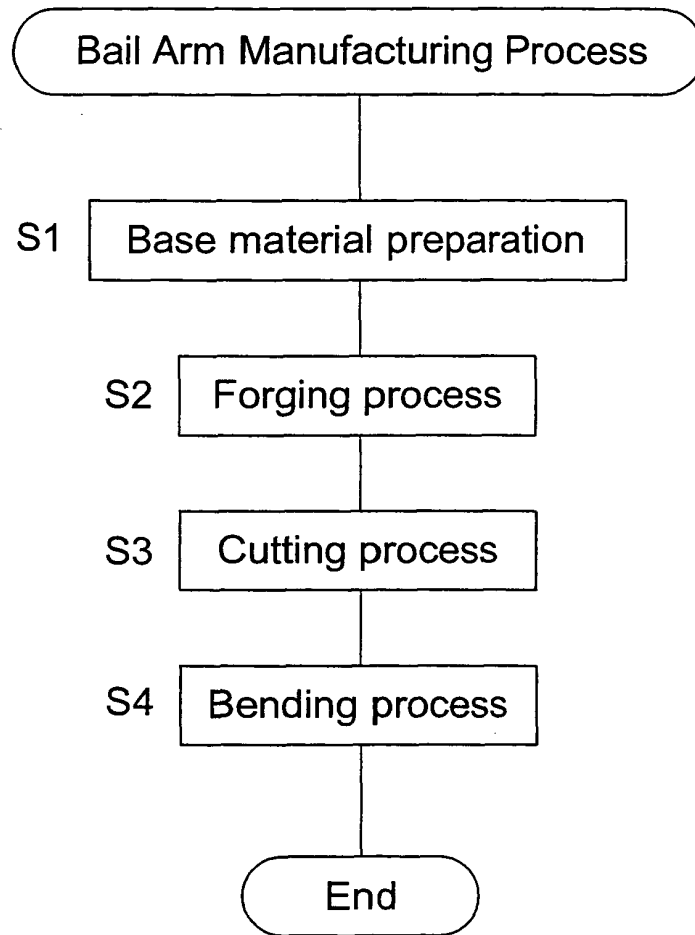 Bail Arm Manufacturing Process
S1 Base material preparation
S2 Forging process
S3 Cutting process
S4 Bending process
End